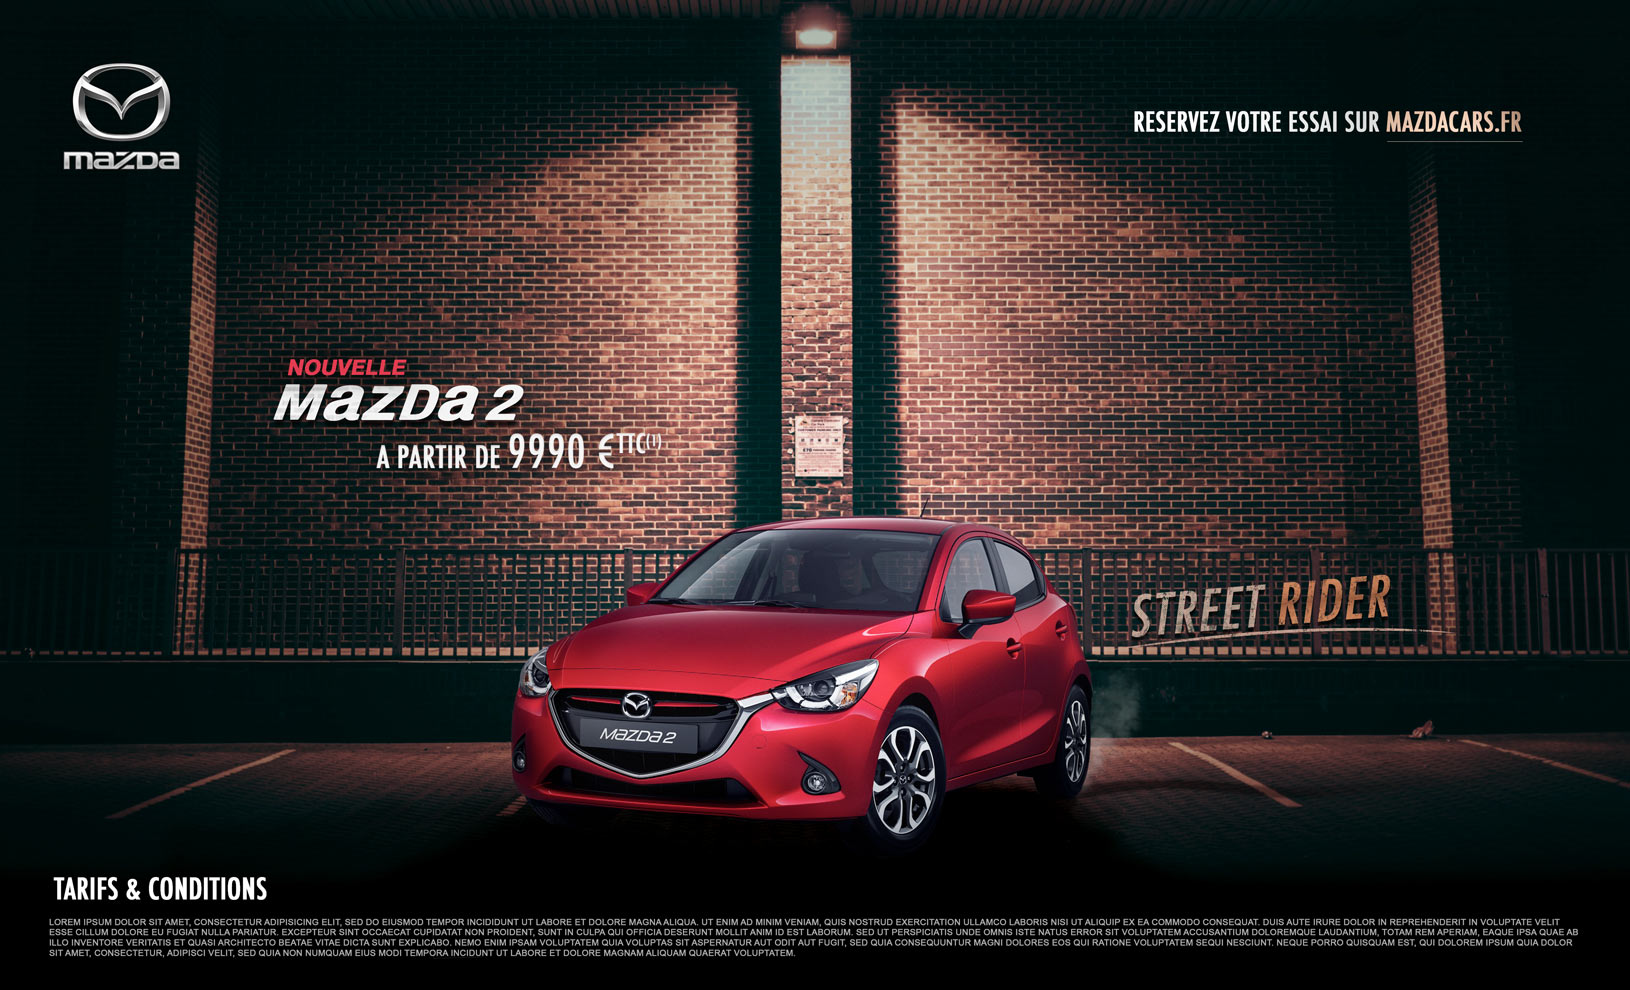 mazda
RESERVEZ VOTRE ESSAI SUR MAZDACARS.FR
NOUVELLE
mazda 2
A PARTIR DE 9990 €TTC(1)
STREET RIDER
mazda 2
TARIFS & CONDITIONS
LOREM IPSUM DOLOR SIT AMET, CONSECTETUR ADIPISICING ELIT, SED DO EIUSMOD TEMPOR INCIDIDUNT UT LABORE ET DOLORE MAGNA ALIQUA. UT ENIM AD MINIM VENIAM, QUIS NOSTRUD EXERCITATION ULLAMCO LABORIS NISI UT ALIQUIP EX EA COMMODO CONSEQUAT. DUIS AUTE IRURE DOLOR IN REPREHENDERIT IN VOLUPTATE VELIT
ESSE CILLUM DOLORE EU FUGIAT NULLA PARIATUR. EXCEPTEUR SINT OCCAECAT CUPIDATAT NON PROIDENT, SUNT IN CULPA QUI OFFICIA DESERUNT MOLLIT ANIM ID EST LABORUM. SED UT PERSPICIATIS UNDE OMNIS ISTE NATUS ERROR SIT VOLUPTATEM ACCUSANTIUM DOLOREMQUE LAUDANTIUM, TOTAM REM APERIAM, EAQUE IPSA QUAE AB
ILLO INVENTORE VERITATIS ET QUASI ARCHITECTO BEATAE VITAE DICTA SUNT EXPLICABO. NEMO ENIM IPSAM VOLUPTATEM QUIA VOLUPTAS SIT ASPERNATUR AUT ODIT AUT FUGIT, SED QUIA CONSEQUUNTUR MAGNI DOLORES EOS QUI RATIONE VOLUPTATEM SEQUI NESCIUNT. NEQUE PORRO QUISQUAM EST, QUI DOLOREM IPSUM QUIA DOLOR
SIT AMET, CONSECTETUR, ADIPISCI VELIT, SED QUIA NON NUMQUAM EIUS MODI TEMPORA INCIDUNT UT LABORE ET DOLORE MAGNAM ALIQUAM QUAERAT VOLUPTATEM.